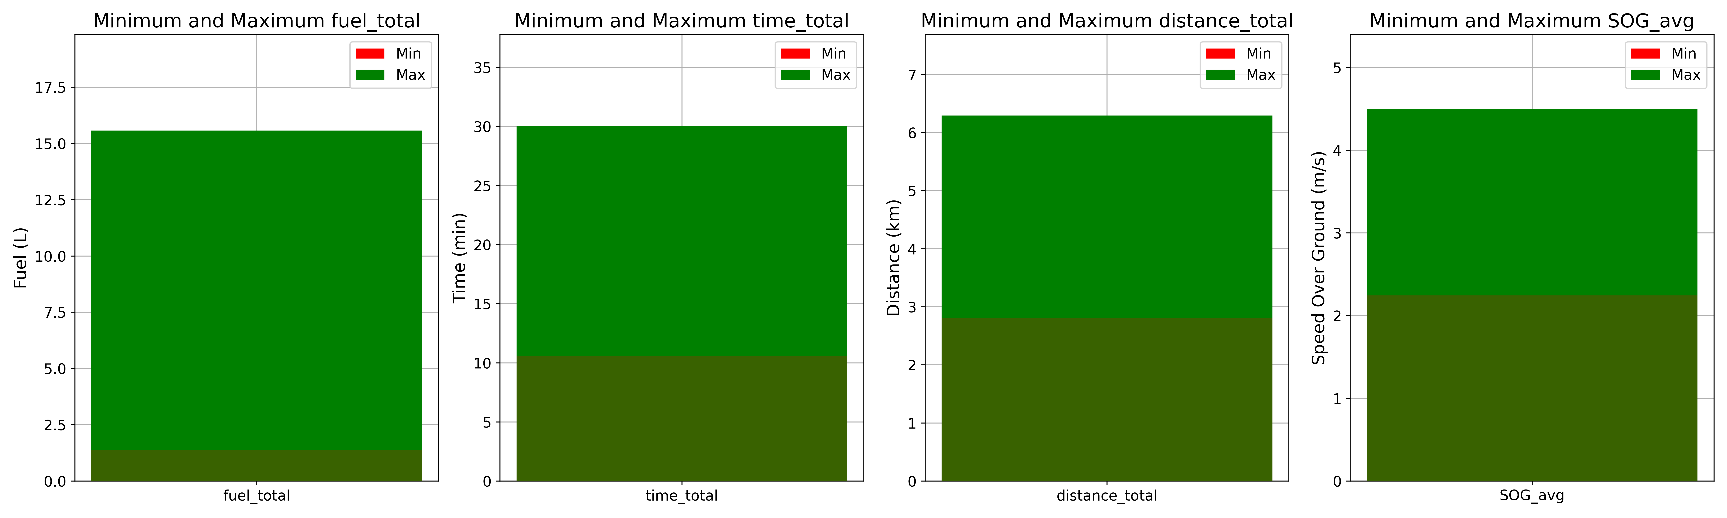 Minimum and Maximum fuel_total
Min
Max
17.5
15.0
12.5
10.0
7.5
5.0
2.5
0.0
Fuel (L)
fuel_total
Minimum and Maximum time_total
Min
Max
35
30
25
20
15
10
5
0
Time (min)
time_total
Minimum and Maximum distance_total
Min
Max
7
6
5
4
3
2
1
0
Distance (km)
distance_total
Minimum and Maximum SOG_avg
Min
Max
5
4
3
2
1
0
Speed Over Ground (m/s)
SOG_avg